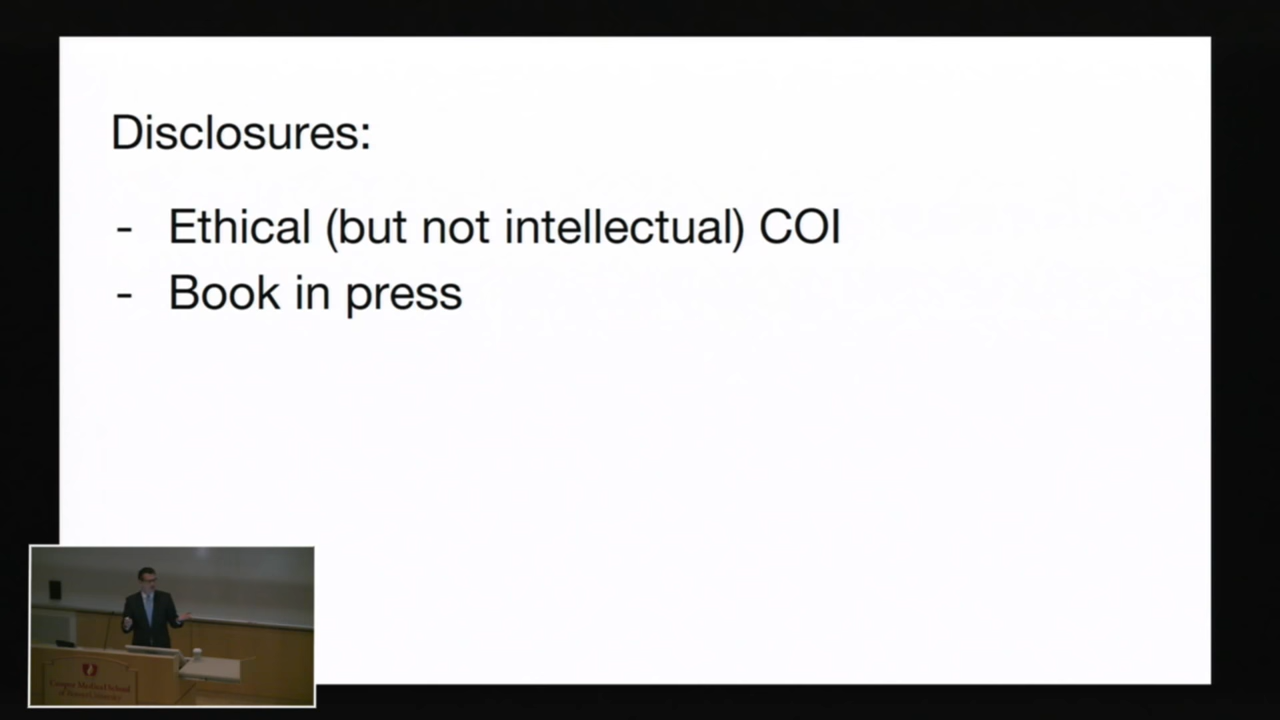 Disclosures:
- Ethical (but not intellectual) COI
- Book in press